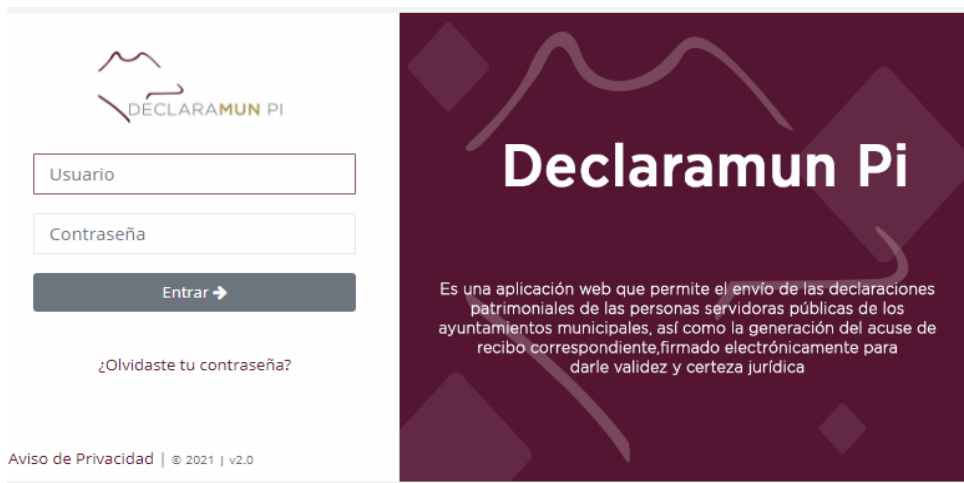 DECLARAMUN PI
Usuario
Contraseña
Entrar
¿Olvidaste tu contraseña?
Aviso de Privacidad | © 2021 | v2.0
Declaramun Pi
Es una aplicación web que permite el envío de las declaraciones
patrimoniales de las personas servidoras públicas de los
ayuntamientos municipales, así como la generación del acuse de
recibo correspondiente,firmado electrónicamente para
darle validez y certeza jurídica